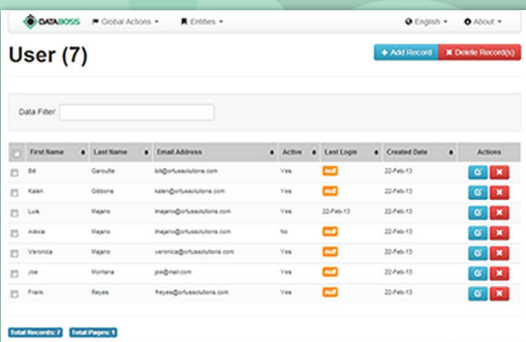 DATABOSS Global Actions Entities English About
User (7)
+ Add Record ✖ Delete Record(s)
Data Filter:
First Name Last Name Email Address Active Last Login Created Date Actions
Bill Garoutte bill@ortussolutions.com Yes null 22-Feb-13
Kalen Gibbons kalen@ortussolutions.com Yes null 22-Feb-13
Luis Majano lmajano@ortussolutions.com Yes 22-Feb-13 22-Feb-13
Alexia Majano lmajano@ortussolutions.com No null 22-Feb-13
Veronica Majano veronica@ortussolutions.com Yes null 22-Feb-13
Joe Montana joe@mail.com Yes null 22-Feb-13
Frank Reyes freyes@ortussolutions.com Yes null 22-Feb-13
Total Records: 7 Total Pages: 1